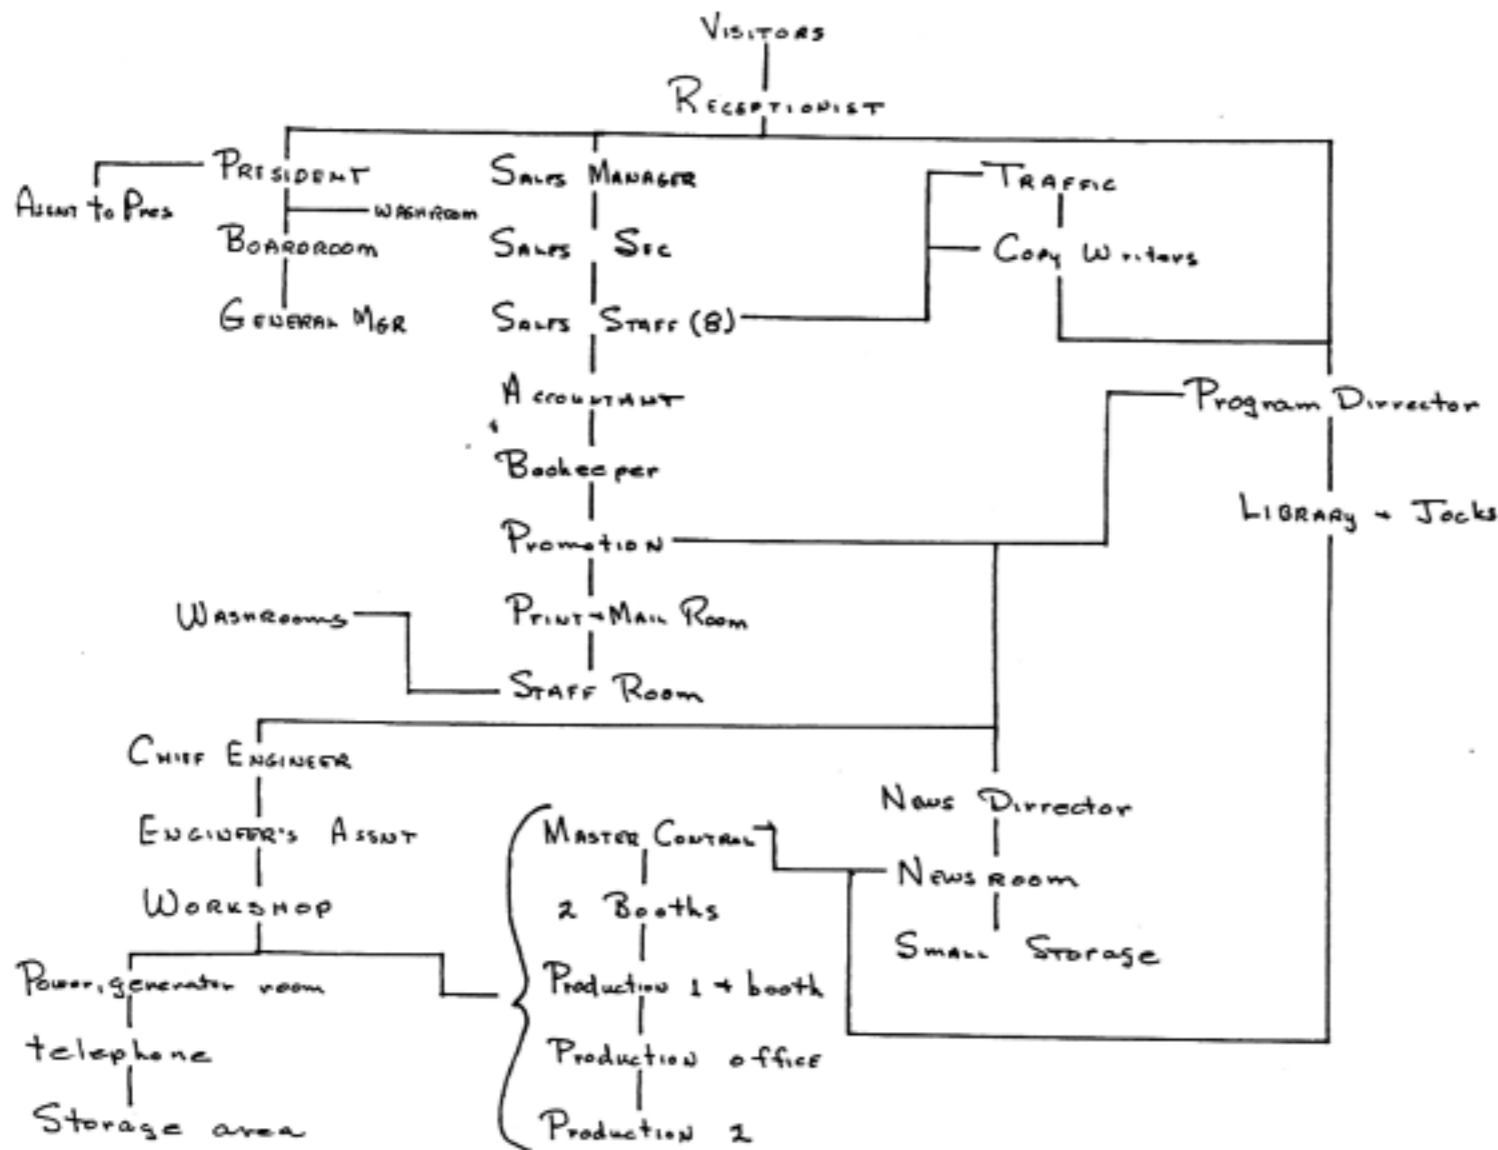 VISITORS
RECEPTIONIST
PRESIDENT
ASSNT to PRES
WASHROOM
BOARDROOM
GENERAL MGR
SALES MANAGER
SALES SEC
SALES STAFF (8)
ACCOUNTANT
Bookeeper
PROMOTION
PRINT + MAIL ROOM
STAFF ROOM
WASHROOMS
TRAFFIC
Copy Writers
Program Dirrector
LIBRARY + Jocks
CHIEF ENGINEER
ENGINEER'S ASSNT
WORKSHOP
Power, generator room
telephone
Storage area
MASTER CONTROL
2 Booths
Production 1 + booth
Production office
Production 2
News Dirrector
NEWSROOM
SMALL Storage